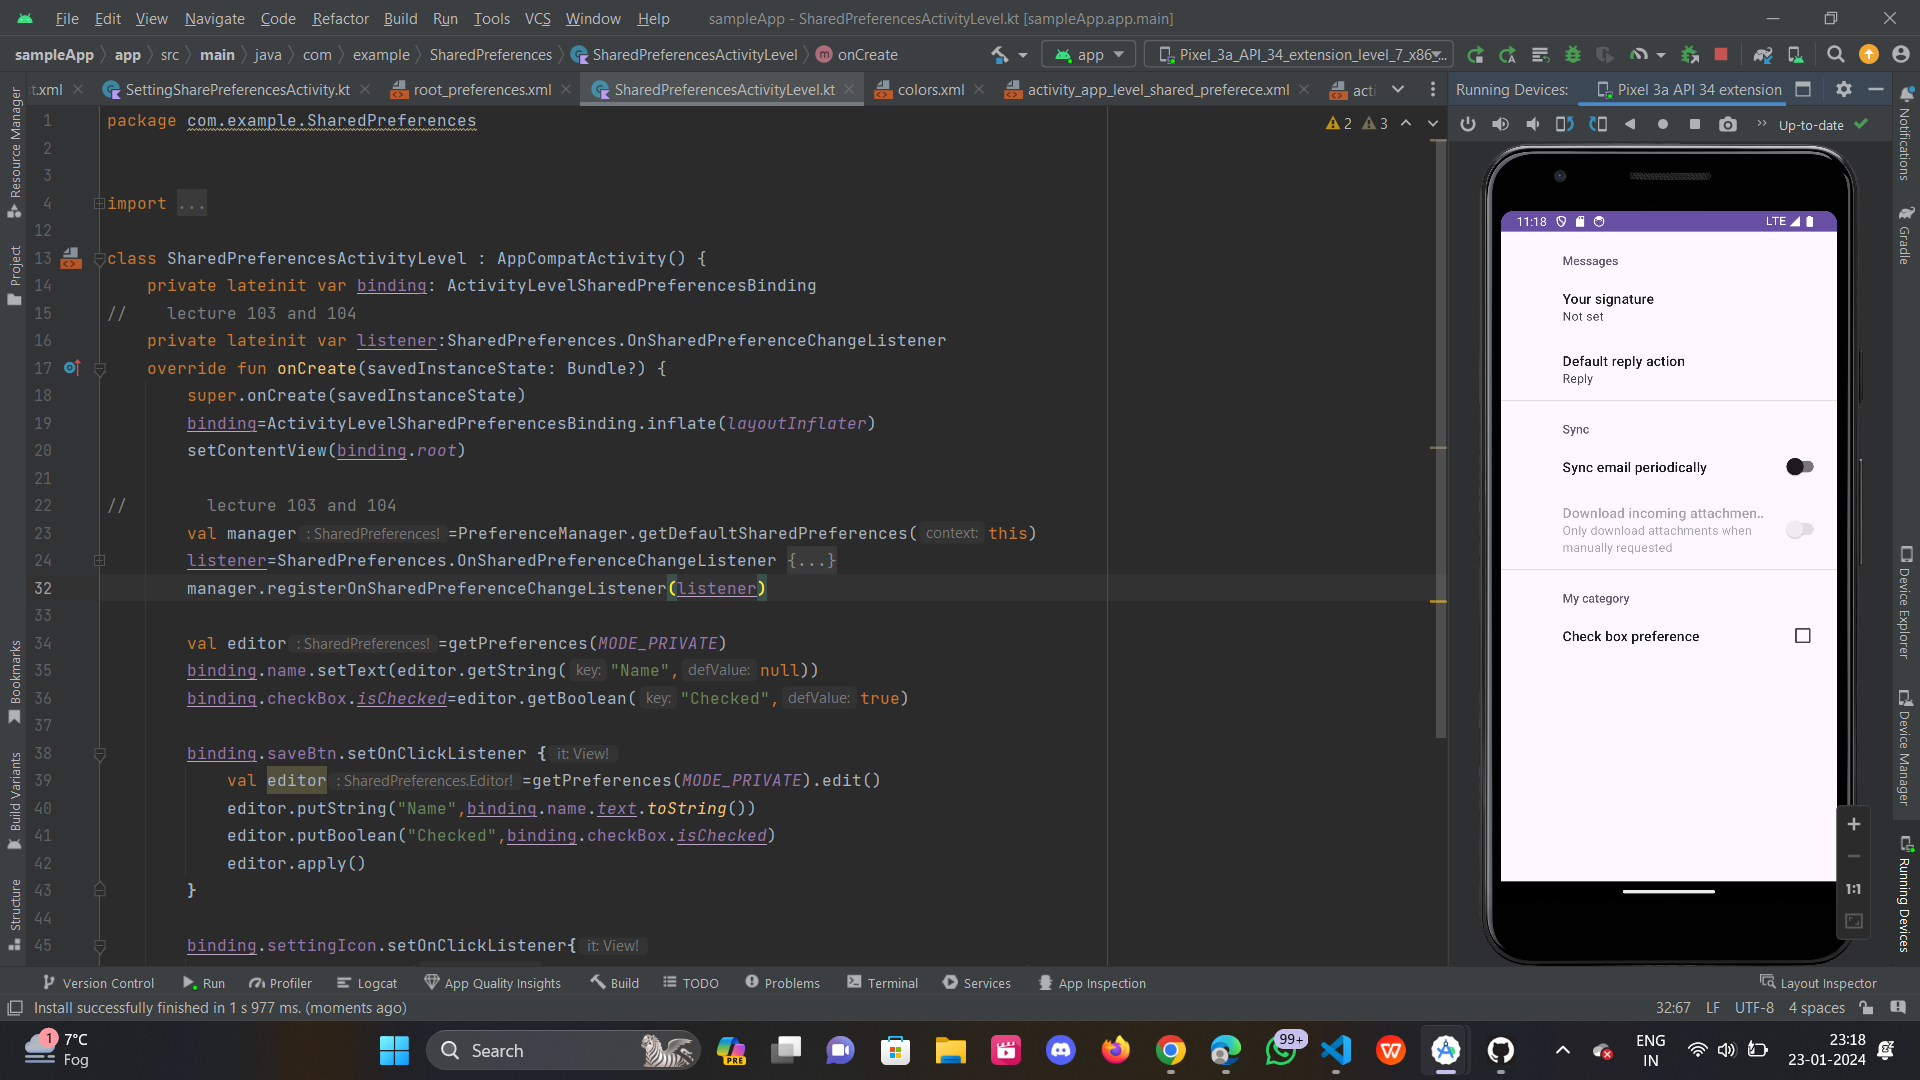 File Edit View Navigate Code Refactor Build Run Tools VCS Window Help sampleApp - SharedPreferencesActivityLevel.kt [sampleApp.app.main]
sampleApp app src main java com example SharedPreferences SharedPreferencesActivityLevel m onCreate app Pixel_3a_API_34_extension_level_7_x86
t.xml SettingSharePreferencesActivity.kt root_preferences.xml SharedPreferencesActivityLevel.kt colors.xml activity_app_level_shared_preferece.xml acti Running Devices: Pixel 3a API 34 extension
1 package com.example.SharedPreferences
2 3
2
3
4 import ...
12
13 class SharedPreferencesActivityLevel : AppCompatActivity() {
14 private lateinit var binding: ActivityLevelSharedPreferencesBinding
15 // lecture 103 and 104
16 private lateinit var listener:SharedPreferences.OnSharedPreferenceChangeListener
17 override fun onCreate(savedInstanceState: Bundle?) {
18 super.onCreate(savedInstanceState)
19 binding=ActivityLevelSharedPreferencesBinding.inflate(layoutInflater)
20 setContentView(binding.root)
21
22 // lecture 103 and 104
23 val manager : SharedPreferences! =PreferenceManager.getDefaultSharedPreferences( context: this)
24 listener=SharedPreferences.OnSharedPreferenceChangeListener {...}
32 manager.registerOnSharedPreferenceChangeListener(listener)
33
34 val editor : SharedPreferences! =getPreferences(MODE_PRIVATE)
35 binding.name.setText(editor.getString( key: "Name", defValue: null))
36 binding.checkBox.isChecked=editor.getBoolean( key: "Checked", defValue: true)
37
38 binding.saveBtn.setOnClickListener { it: View!
39 val editor : SharedPreferences.Editor! =getPreferences(MODE_PRIVATE).edit()
40 editor.putString("Name",binding.name.text.toString())
41 editor.putBoolean("Checked",binding.checkBox.isChecked)
42 editor.apply()
43 }
44
45 binding.settingIcon.setOnClickListener{ it: View!
Up-to-date
11:18 LTE
Messages
Your signature
Not set
Default reply action
Reply
Sync
Sync email periodically
Download incoming attachmen..
Only download attachments when
manually requested
My category
Check box preference
1:1
Resource Manager
Project
Bookmarks
Build Variants
Structure
Notifications
Gradle
Device Explorer
Device Manager
Running Devices
Version Control Run Profiler Logcat App Quality Insights Build TODO Problems Terminal Services App Inspection Layout Inspector
Install successfully finished in 1 s 977 ms. (moments ago) 32:67 LF UTF-8 4 spaces
1 7°C
Fog
Search
PRE
99+
W
ENG
IN
23:18
23-01-2024